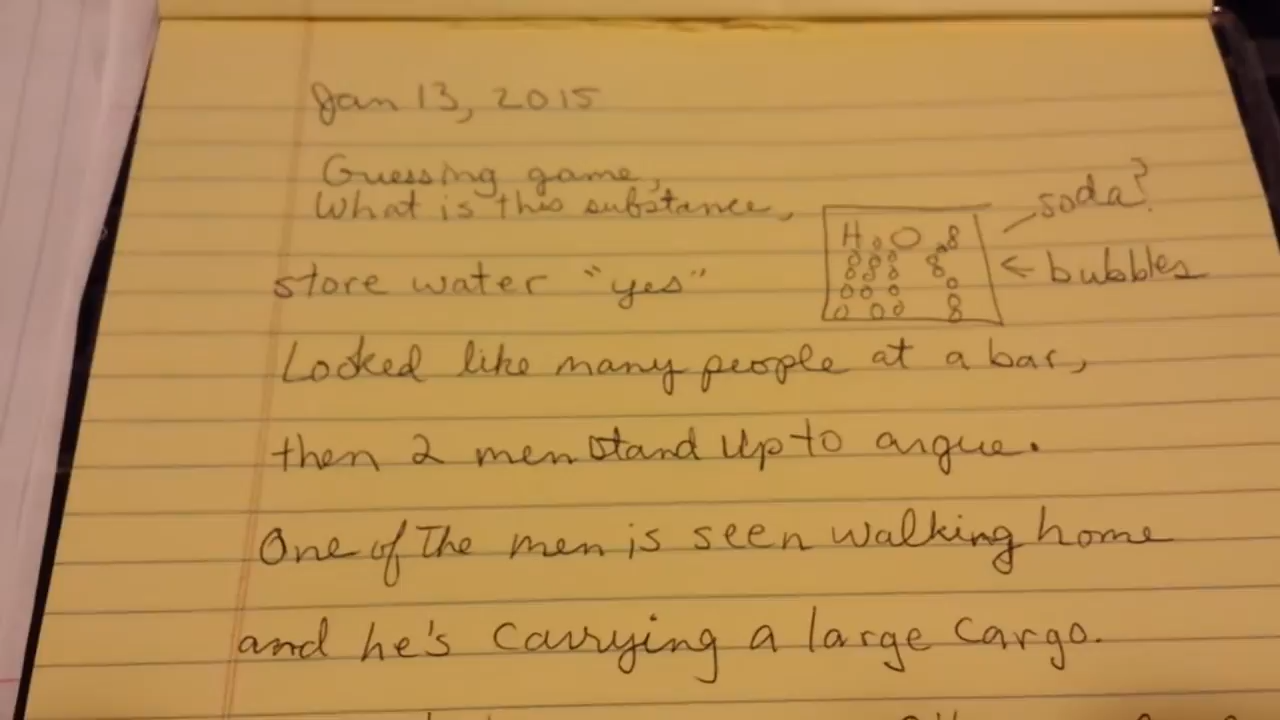 Jan 13, 2015
Guessing game,
What is this substance,
soda?
H2O
← bubbles
store water "yes"
Looked like many people at a bar,
then 2 men stand up to argue.
One of The men is seen walking home
and he's carrying a large cargo.